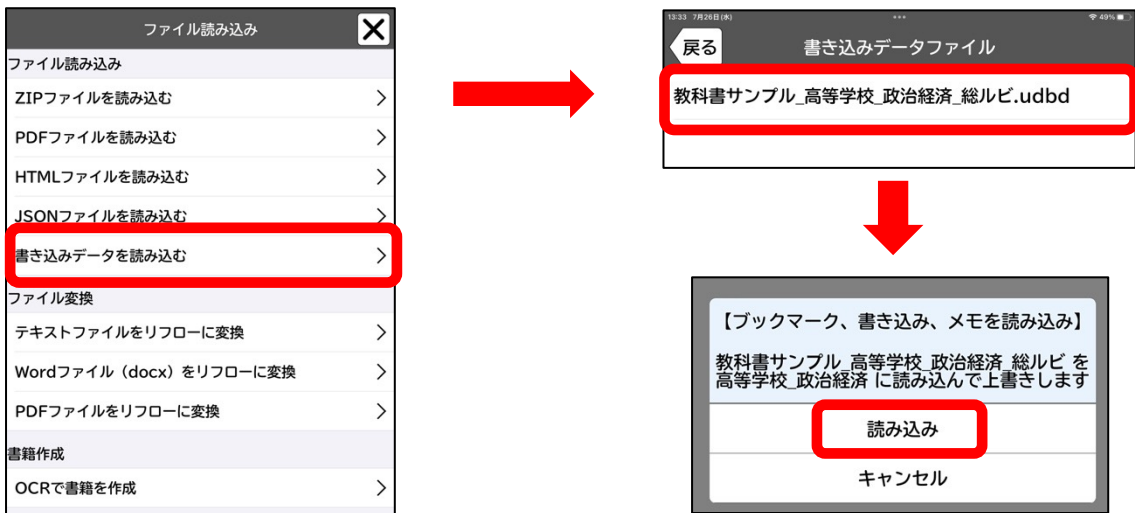 ファイル読み込み
ファイル読み込み
ZIPファイルを読み込む
PDFファイルを読み込む
HTMLファイルを読み込む
JSONファイルを読み込む
書き込みデータを読み込む
ファイル変換
テキストファイルをリフローに変換
Wordファイル（docx）をリフローに変換
PDFファイルをリフローに変換
書籍作成
OCRで書籍を作成
13:33 7月26日(水)
49%
戻る
書き込みデータファイル
教科書サンプル_高等学校_政治経済_総ルビ.udbd
【ブックマーク、書き込み、メモを読み込み】
教科書サンプル_高等学校_政治経済_総ルビ を
高等学校_政治経済 に読み込んで上書きします
読み込み
キャンセル